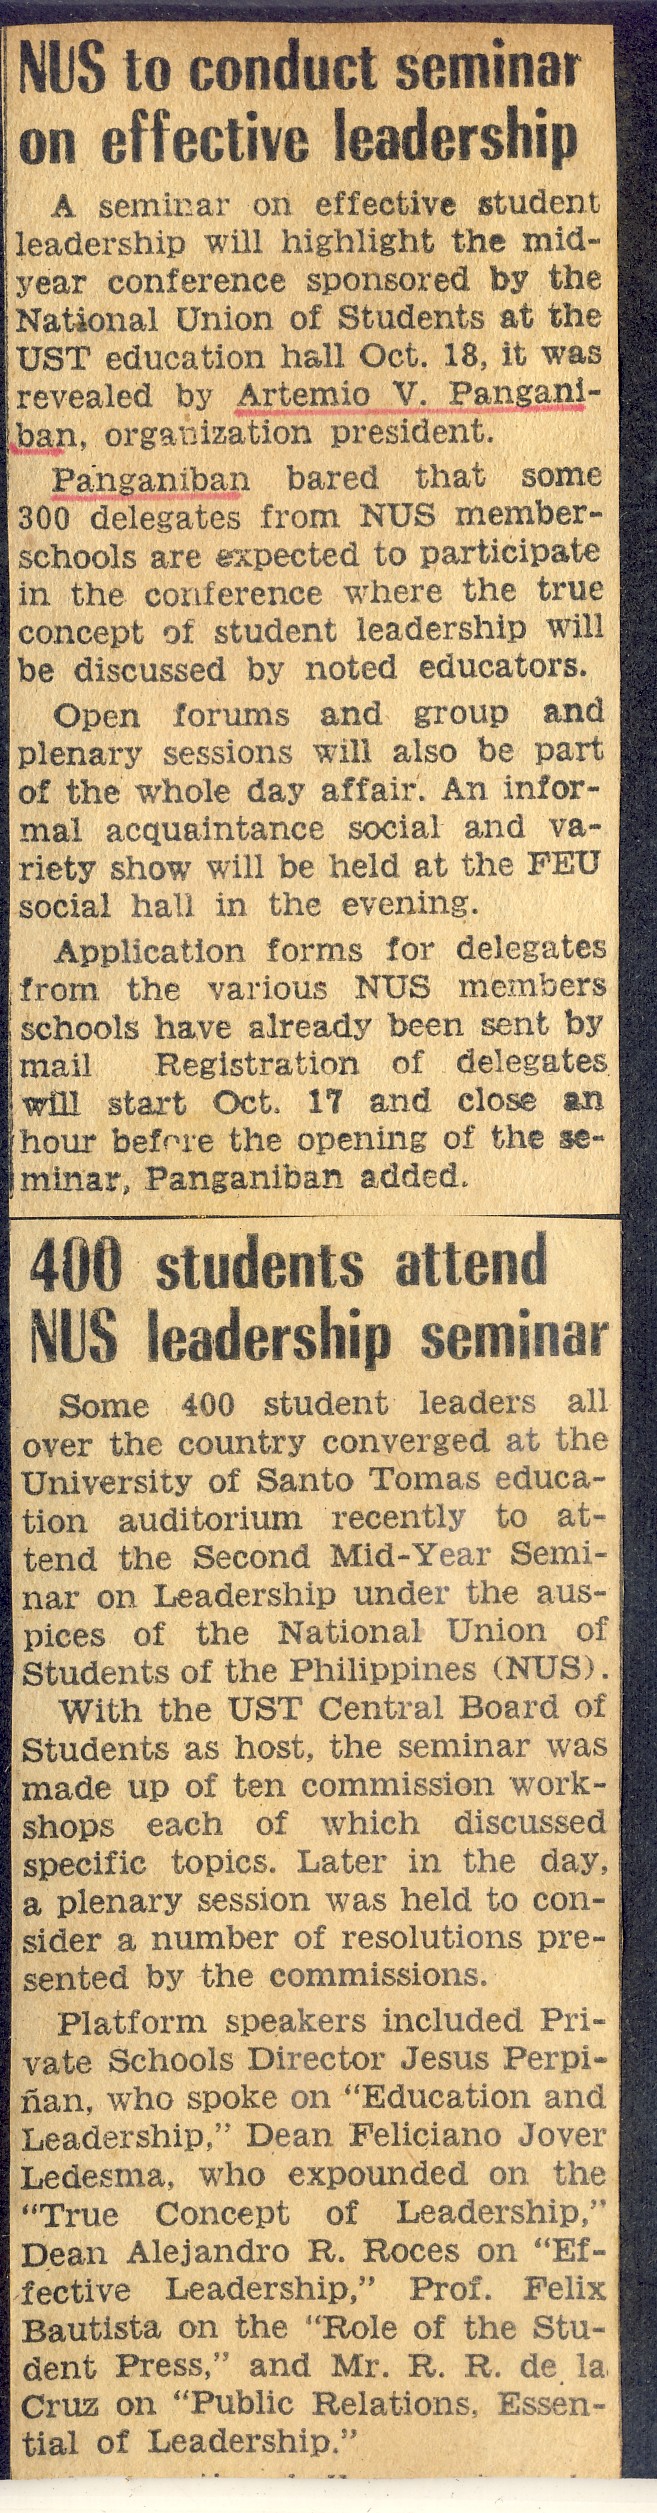 NUS to conduct seminar
on effective leadership
A seminar on effective student
leadership will highlight the mid-
year conference sponsored by the
National Union of Students at the
UST education hall Oct. 18, it was
revealed by Artemio V. Pangani-
ban, organization president.
Panganiban bared that some
300 delegates from NUS member-
schools are expected to participate
in the conference where the true
concept of student leadership will
be discussed by noted educators.
Open forums and group and
plenary sessions will also be part
of the whole day affair. An infor-
mal acquaintance social and va-
riety show will be held at the FEU
social hall in the evening.
Application forms for delegates
from the various NUS members
schools have already been sent by
mail Registration of delegates
will start Oct. 17 and close an
hour before the opening of the se-
minar, Panganiban added.
400 students attend
NUS leadership seminar
Some 400 student leaders all
over the country converged at the
University of Santo Tomas educa-
tion auditorium recently to at-
tend the Second Mid-Year Semi-
nar on Leadership under the aus-
pices of the National Union of
Students of the Philippines (NUS).
With the UST Central Board of
Students as host, the seminar was
made up of ten commission work-
shops each of which discussed
specific topics. Later in the day,
a plenary session was held to con-
sider a number of resolutions pre-
sented by the commissions.
Platform speakers included Pri-
vate Schools Director Jesus Perpi-
ñan, who spoke on “Education and
Leadership,” Dean Feliciano Jover
Ledesma, who expounded on the
“True Concept of Leadership,”
Dean Alejandro R. Roces on “Ef-
fective Leadership,” Prof. Felix
Bautista on the “Role of the Stu-
dent Press,” and Mr. R. R. de la
Cruz on “Public Relations, Essen-
tial of Leadership.”